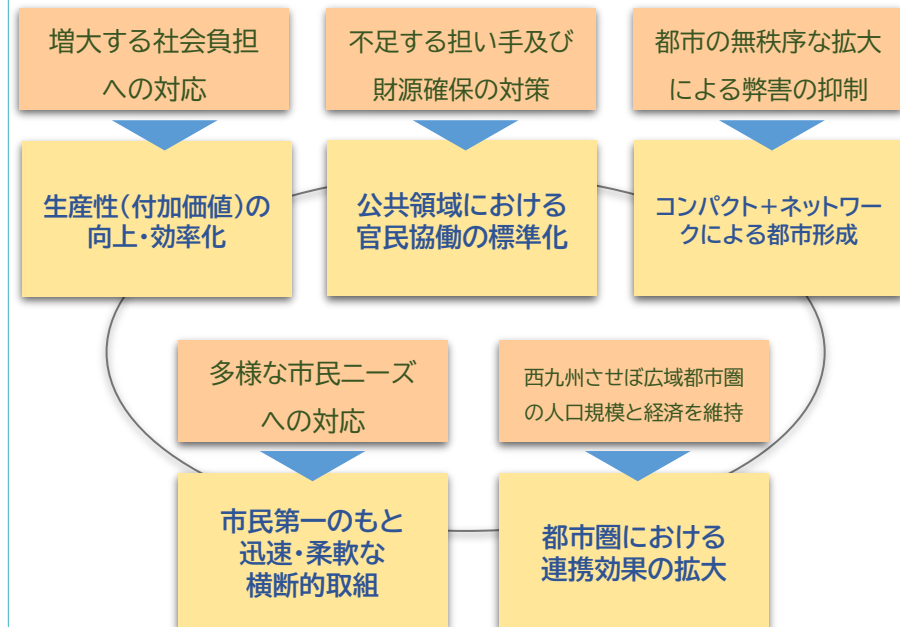 増大する社会負担
への対応
不足する担い手及び
財源確保の対策
都市の無秩序な拡大
による弊害の抑制
生産性(付加価値)の
向上・効率化
公共領域における
官民協働の標準化
コンパクト+ネットワー
クによる都市形成
多様な市民ニーズ
への対応
西九州させぼ広域都市圏
の人口規模と経済を維持
市民第一のもと
迅速・柔軟な
横断的取組
都市圏における
連携効果の拡大